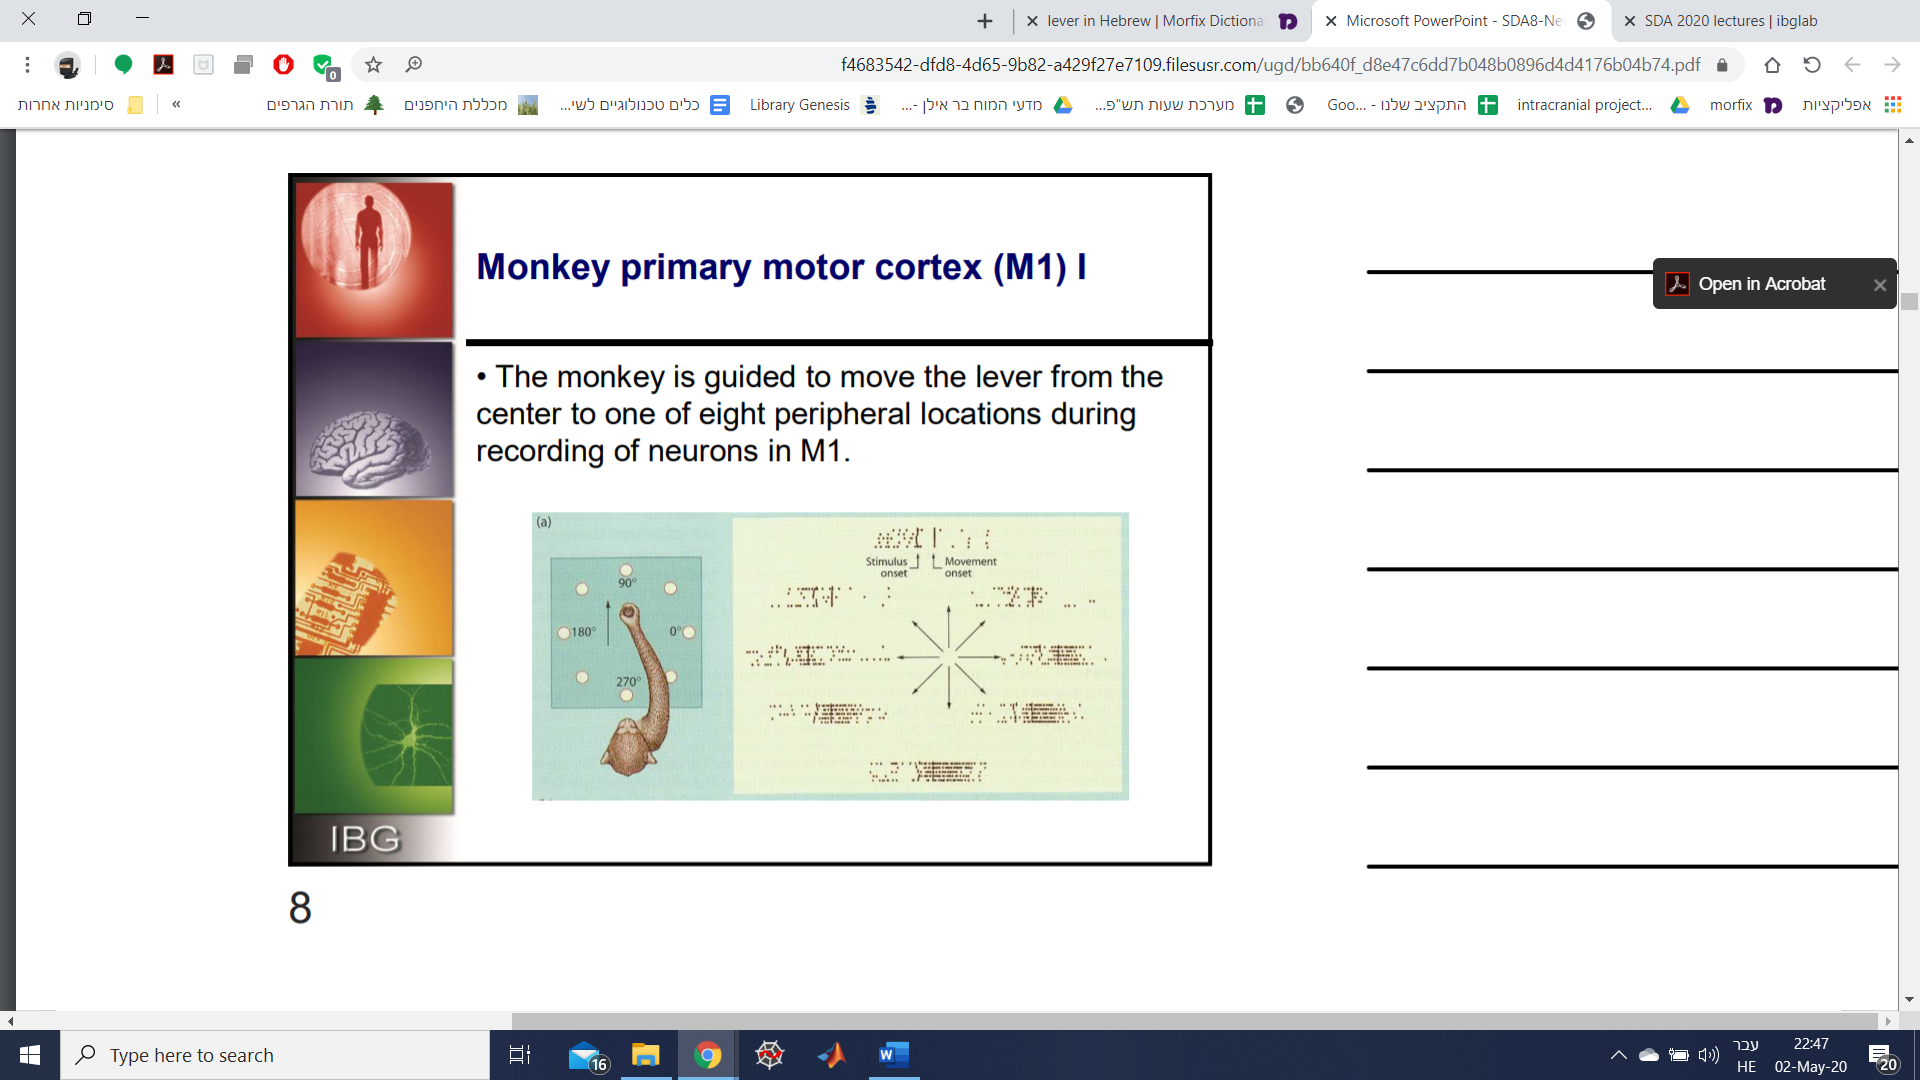 lever in Hebrew | Morfix Dictiona
Microsoft PowerPoint - SDA8-Ne
SDA 2020 lectures | ibglab
f4683542-dfd8-4d65-9b82-a429f27e7109.filesusr.com/ugd/bb640f_d8e47c6dd7b048b0896d4d4176b04b74.pdf
0
אפליקציות
morfix
intracranial project...
התקציב שלנו - Goo...
מערכת שעות תש"פ...
מדעי המוח בר אילן -...
Library Genesis
כלים טכנולוגיים לשי...
מכללת היחפנים
תורת הגרפים
»
סימניות אחרות
Open in Acrobat
Monkey primary motor cortex (M1) I
• The monkey is guided to move the lever from the
center to one of eight peripheral locations during
recording of neurons in M1.
(a)
90°
180°
0°
270°
Stimulus
onset
Movement
onset
IBG
8
Type here to search
16
W
עבר
HE
22:47
02-May-20
20